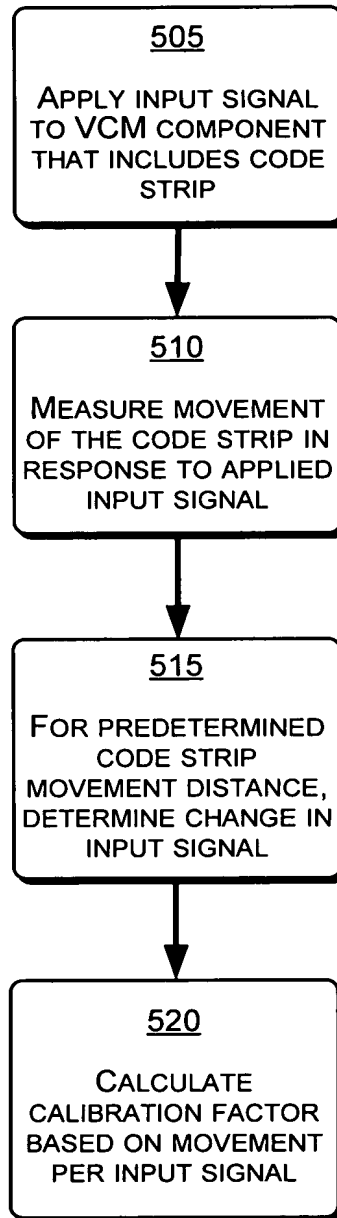 505
APPLY INPUT SIGNAL
TO VCM COMPONENT
THAT INCLUDES CODE
STRIP
510
MEASURE MOVEMENT
OF THE CODE STRIP IN
RESPONSE TO APPLIED
INPUT SIGNAL
515
FOR PREDETERMINED
CODE STRIP
MOVEMENT DISTANCE,
DETERMINE CHANGE IN
INPUT SIGNAL
520
CALCULATE
CALIBRATION FACTOR
BASED ON MOVEMENT
PER INPUT SIGNAL